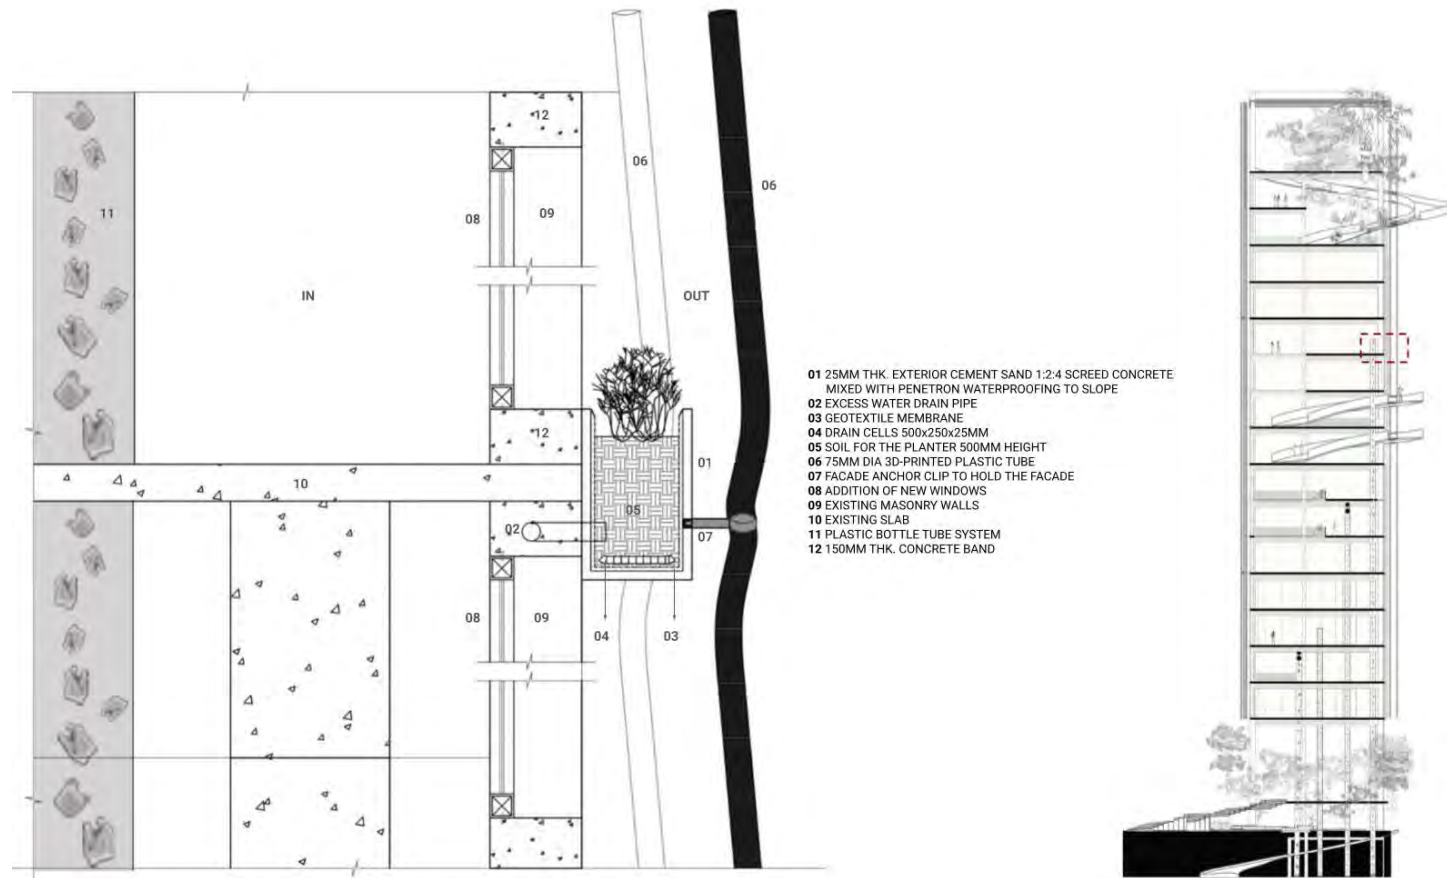 12
06
06
11
08
09
IN
OUT
12
01
10
05
02
07
08
09
04
03
01 25MM THK. EXTERIOR CEMENT SAND 1:2:4 SCREED CONCRETE
MIXED WITH PENETRON WATERPROOFING TO SLOPE
02 EXCESS WATER DRAIN PIPE
03 GEOTEXTILE MEMBRANE
04 DRAIN CELLS 500x250x25MM
05 SOIL FOR THE PLANTER 500MM HEIGHT
06 75MM DIA 3D-PRINTED PLASTIC TUBE
07 FACADE ANCHOR CLIP TO HOLD THE FACADE
08 ADDITION OF NEW WINDOWS
09 EXISTING MASONRY WALLS
10 EXISTING SLAB
11 PLASTIC BOTTLE TUBE SYSTEM
12 150MM THK. CONCRETE BAND